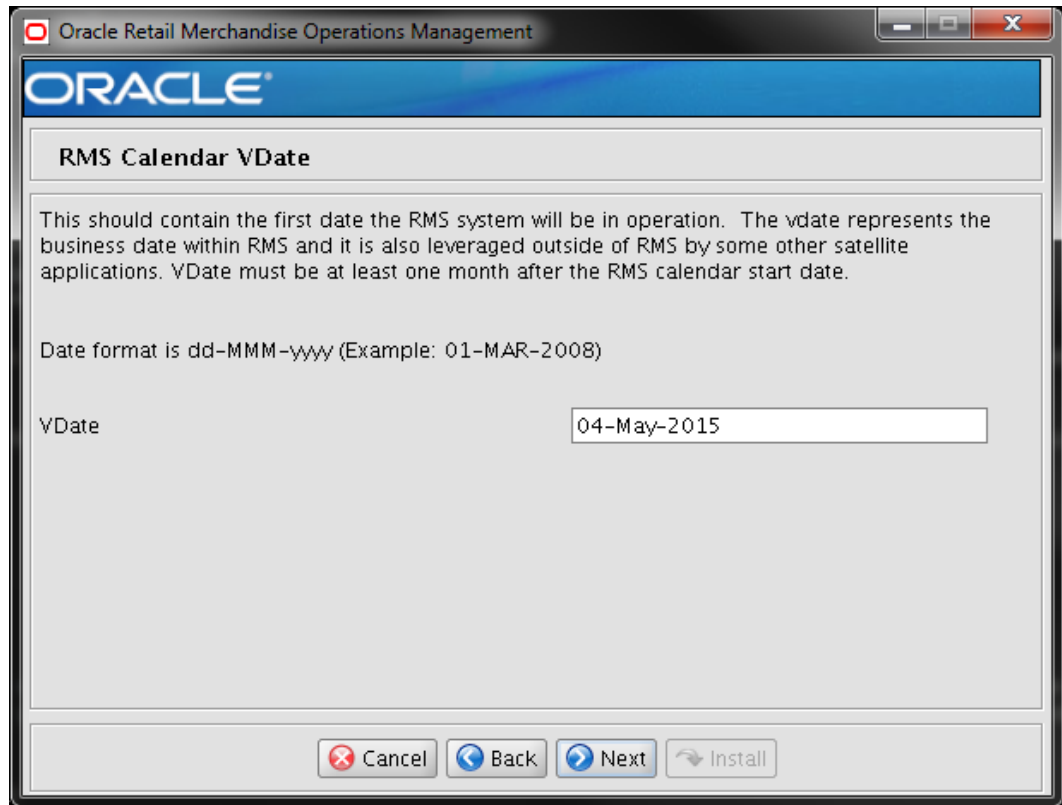 Oracle Retail Merchandise Operations Management
ORACLE®
RMS Calendar VDate
This should contain the first date the RMS system will be in operation.  The vdate represents the
business date within RMS and it is also leveraged outside of RMS by some other satellite
applications. VDate must be at least one month after the RMS calendar start date.
Date format is dd-MMM-yyyy (Example: 01-MAR-2008)
VDate 04-May-2015
Cancel Back Next Install